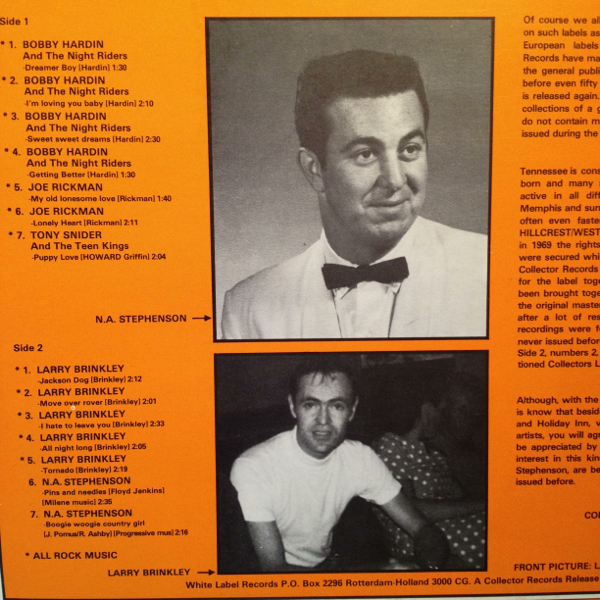 Side 1
* 1. BOBBY HARDIN
And The Night Riders
-Dreamer Boy [Hardin] 1:30
* 2. BOBBY HARDIN
And The Night Riders
-I'm loving you baby [Hardin] 2:10
* 3. BOBBY HARDIN
And The Night Riders
-Sweet sweet dreams [Hardin] 2:30
* 4. BOBBY HARDIN
And The Night Riders
-Getting Better [Hardin] 1:30
* 5. JOE RICKMAN
-My old lonesome love [Rickman] 1:40
* 6. JOE RICKMAN
-Lonely Heart [Rickman] 2:11
* 7. TONY SNIDER
And The Teen Kings
-Puppy Love [HOWARD Griffin] 2:04
N.A. STEPHENSON
Side 2
* 1. LARRY BRINKLEY
-Jackson Dog [Brinkley] 2:12
* 2. LARRY BRINKLEY
-Move over rover [Brinkley] 2:01
* 3. LARRY BRINKLEY
-I hate to leave you [Brinkley] 2:33
* 4. LARRY BRINKLEY
-All night long [Brinkley] 2:05
* 5. LARRY BRINKLEY
-Tornado [Brinkley] 2:19
6. N.A. STEPHENSON
-Pins and needles [Floyd Jenkins]
[Milene music] 2:35
7. N.A. STEPHENSON
-Boogie woogie country girl
[J. Pomus/R. Ashby] [Progressive mus] 2:16
* ALL ROCK MUSIC
LARRY BRINKLEY
Of course we all
on such labels as
European labels
Records have ma
the general publi
before even fifty
is released again.
collections of a g
do not contain m
issued during the
Tennessee is cons
born and many
active in all diff
Memphis and sur
often even faste
HILLCREST/WEST
in 1969 the rights
were secured whi
Collector Records
for the label toge
been brought toge
the original master
after a lot of res
recordings were f
never issued before
Side 2, numbers 2,
tioned Collectors L
Although, with the
is know that besid
and Holiday Inn, v
artists, you will agr
be appreciated by
interest in this kin
Stephenson, are be
issued before.
CO
FRONT PICTURE: L
White Label Records P.O. Box 2296 Rotterdam-Holland 3000 CG. A Collector Records Release